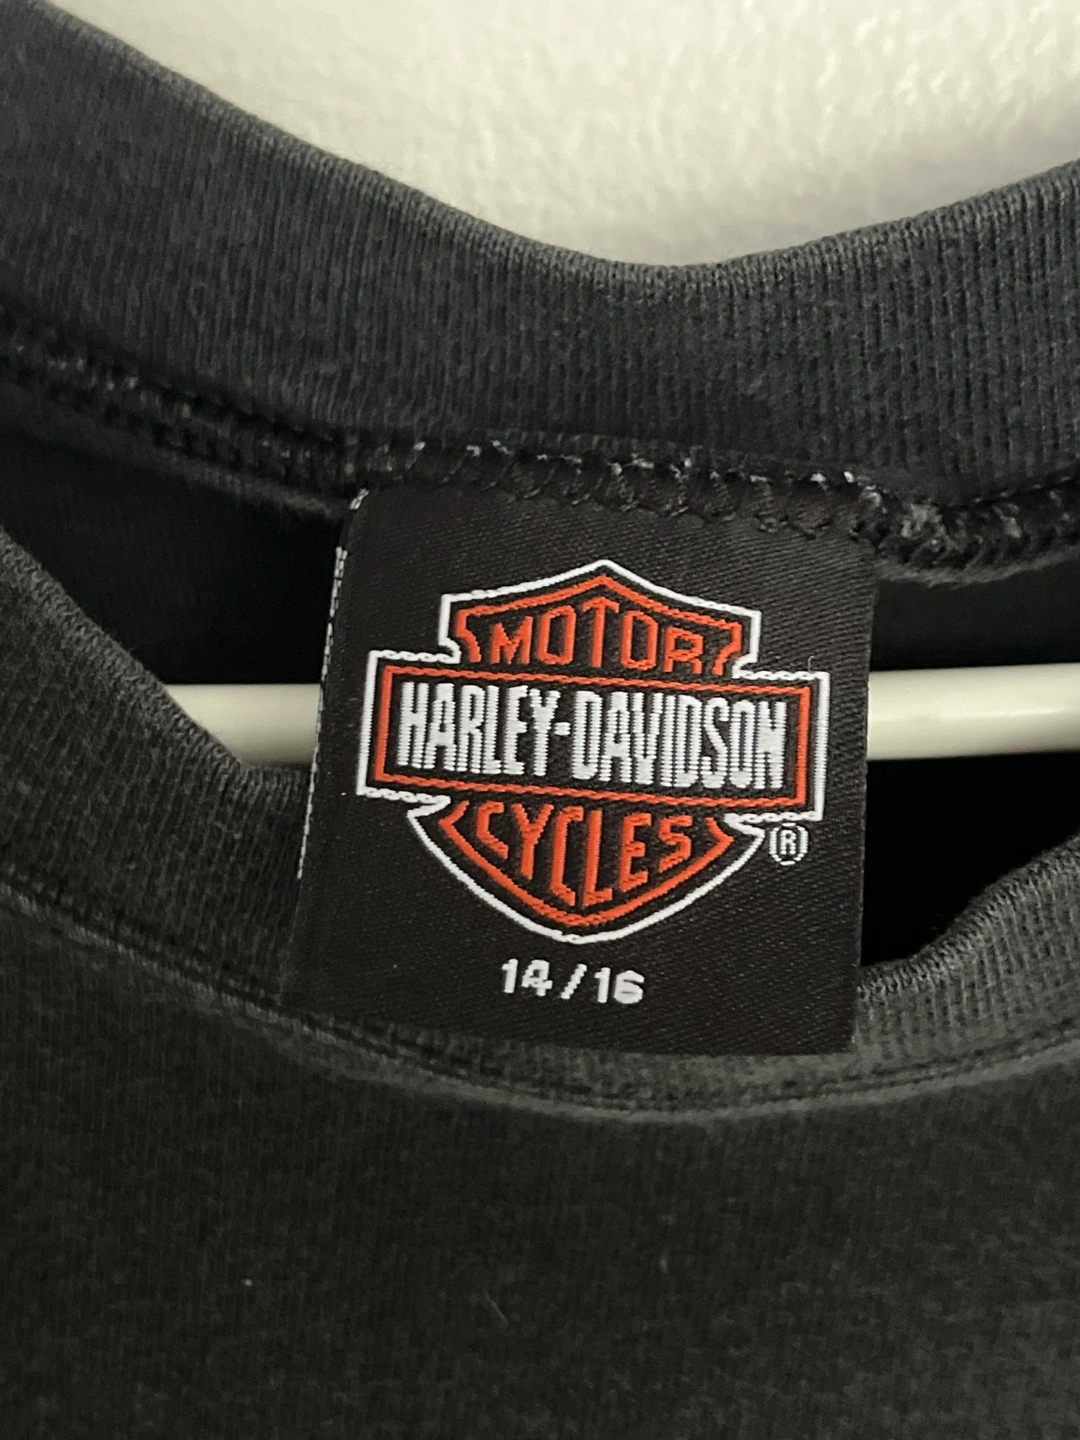 MOTOR
HARLEY-DAVIDSON
CYCLES
®
14/16